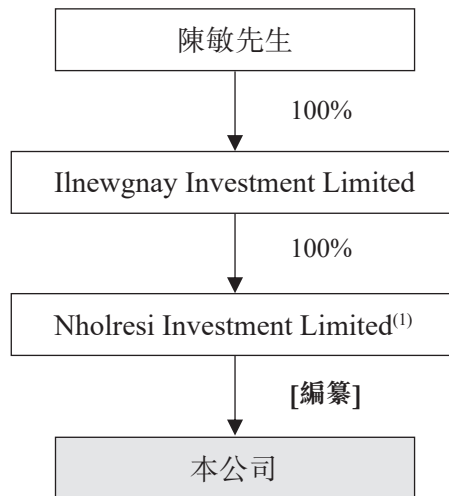 陳敏先生
100%
Ilnewgnay Investment Limited
100%
Nholresi Investment Limited(1)
[編纂]
本公司